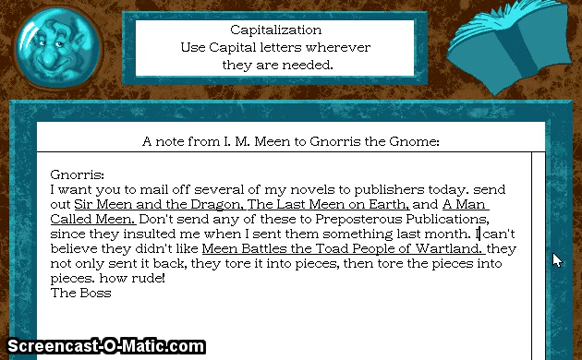 Capitalization
Use Capital letters wherever
they are needed.
A note from I. M. Meen to Gnorris the Gnome:
Gnorris:
I want you to mail off several of my novels to publishers today. send
out Sir Meen and the Dragon, The Last Meen on Earth, and A Man
Called Meen. Don't send any of these to Preposterous Publications,
since they insulted me when I sent them something last month. I can't
believe they didn't like Meen Battles the Toad People of Wartland. they
not only sent it back, they tore it into pieces, then tore the pieces into
pieces. how rude!
The Boss
Screencast-O-Matic.com